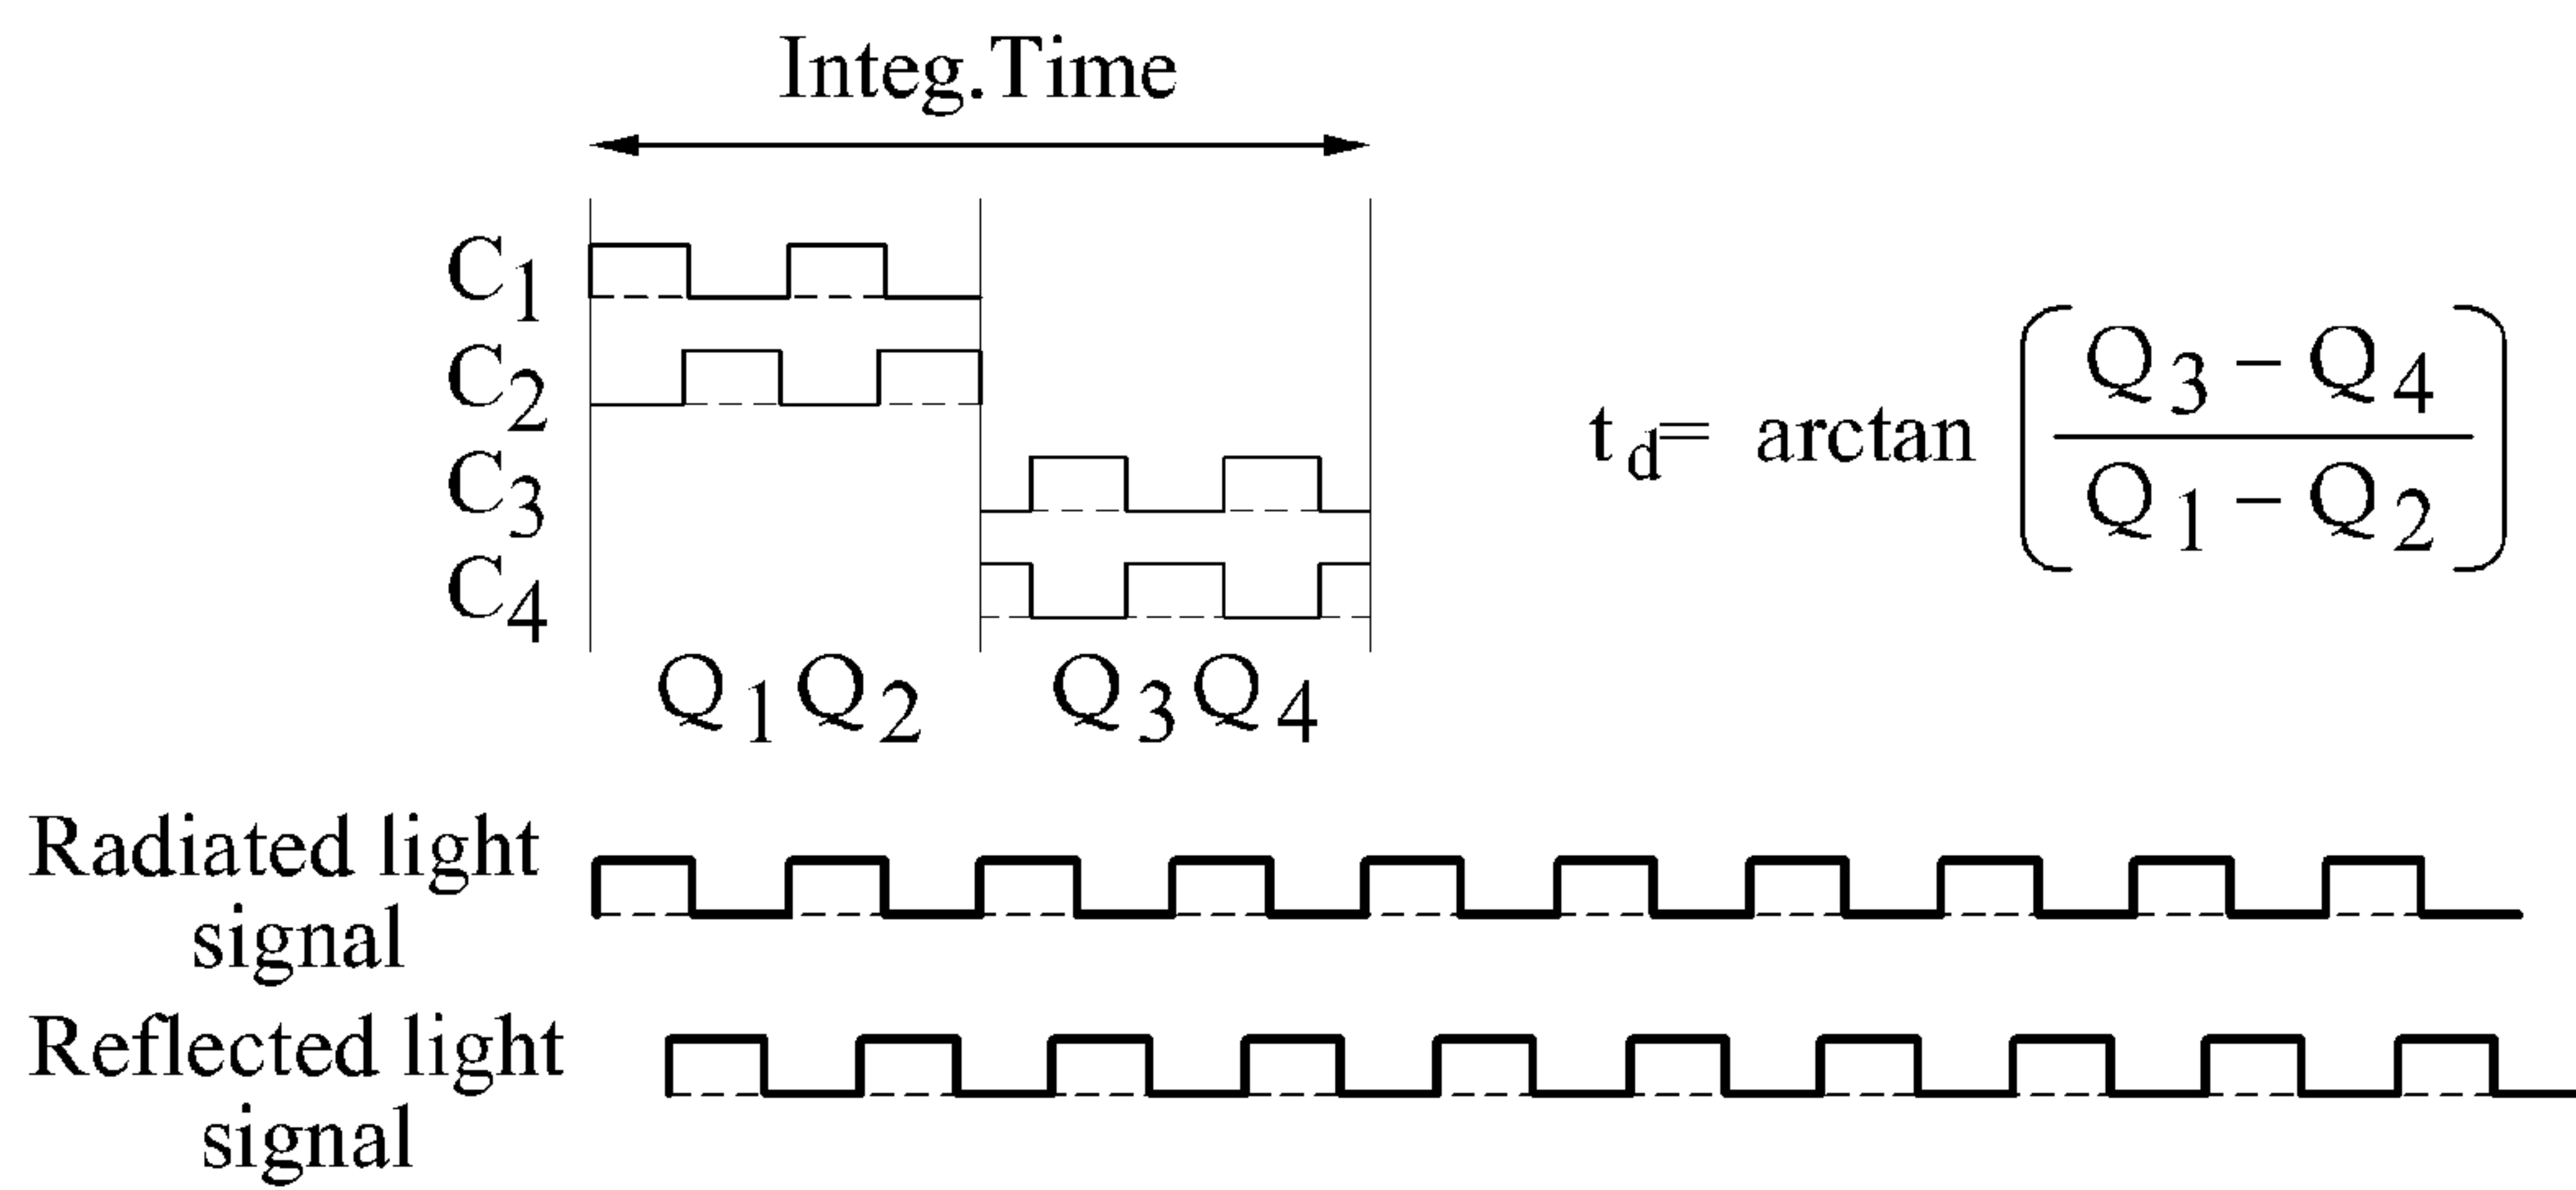 Integ.Time
C1
C2
C3
C4
td= arctan (Q3 − Q4 / Q1 − Q2)
Q1 Q2 Q3 Q4
Radiated light
signal
Reflected light
signal